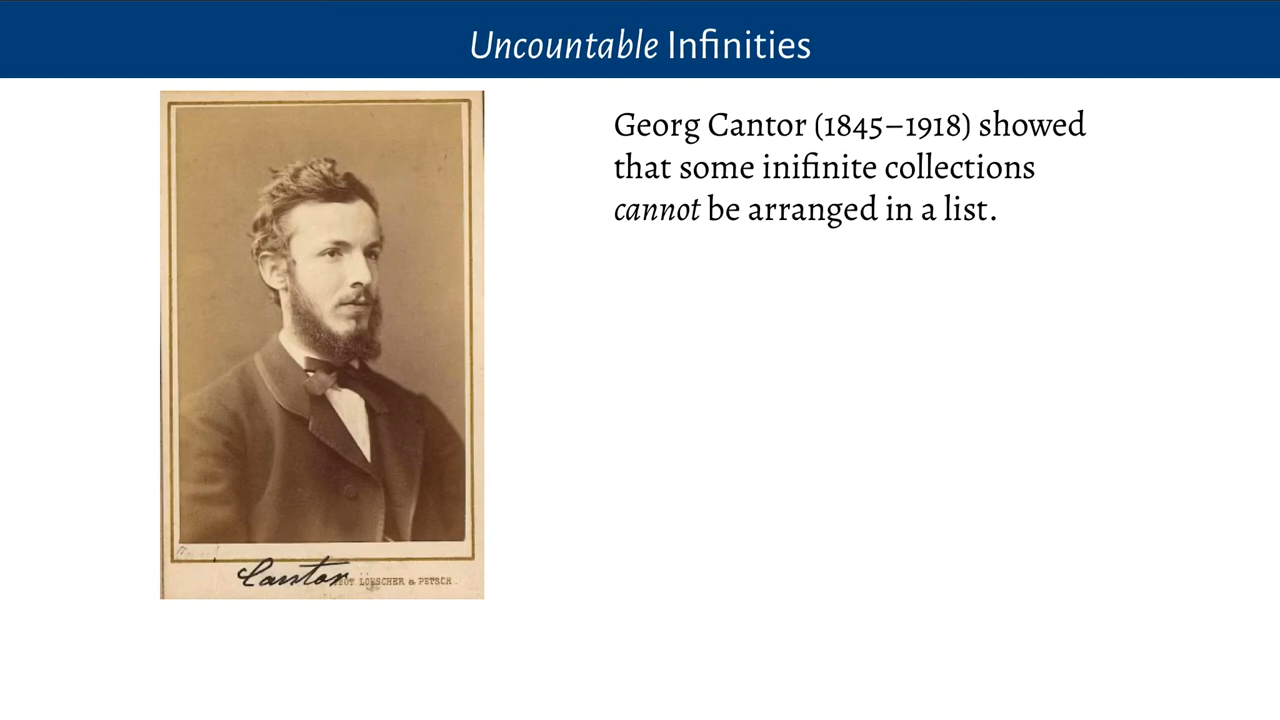 Uncountable Infinities
Georg Cantor (1845–1918) showed
that some inifinite collections
cannot be arranged in a list.
Cantor
LOESCHER & PETSCH.